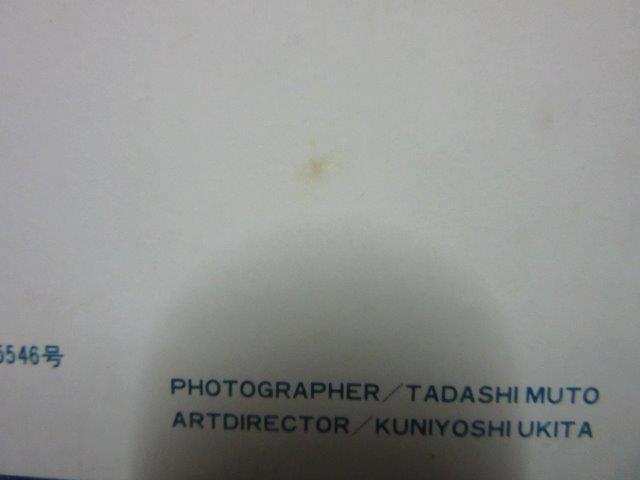 5546号
PHOTOGRAPHER/TADASHI MUTO
ARTDIRECTOR/KUNIYOSHI UKITA